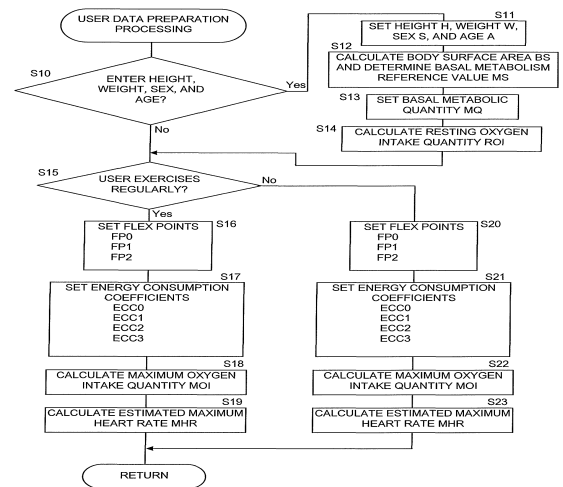 USER DATA PREPARATION
PROCESSING
S10
ENTER HEIGHT,
WEIGHT, SEX, AND
AGE?
Yes
No
S11
SET HEIGHT H, WEIGHT W,
SEX S, AND AGE A
S12
CALCULATE BODY SURFACE AREA BS
AND DETERMINE BASAL METABOLISM
REFERENCE VALUE MS
S13
SET BASAL METABOLIC
QUANTITY MQ
S14
CALCULATE RESTING OXYGEN
INTAKE QUANTITY ROI
S15
USER EXERCISES
REGULARLY?
No
Yes
S16
SET FLEX POINTS
FP0
FP1
FP2
S17
SET ENERGY CONSUMPTION
COEFFICIENTS
ECC0
ECC1
ECC2
ECC3
S18
CALCULATE MAXIMUM OXYGEN
INTAKE QUANTITY MOI
S19
CALCULATE ESTIMATED MAXIMUM
HEART RATE MHR
S20
SET FLEX POINTS
FP0
FP1
FP2
S21
SET ENERGY CONSUMPTION
COEFFICIENTS
ECC0
ECC1
ECC2
ECC3
S22
CALCULATE MAXIMUM OXYGEN
INTAKE QUANTITY MOI
S23
CALCULATE ESTIMATED MAXIMUM
HEART RATE MHR
RETURN